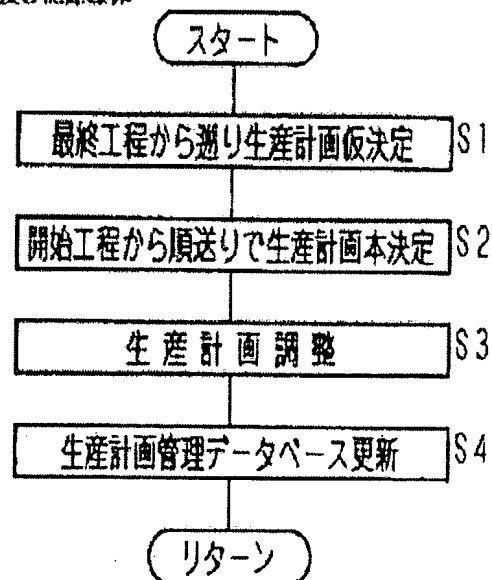 スタート
最終工程から遡り生産計画仮決定 S1
開始工程から順送りで生産計画本決定 S2
生産計画調整 S3
生産計画管理データベース更新 S4
リターン